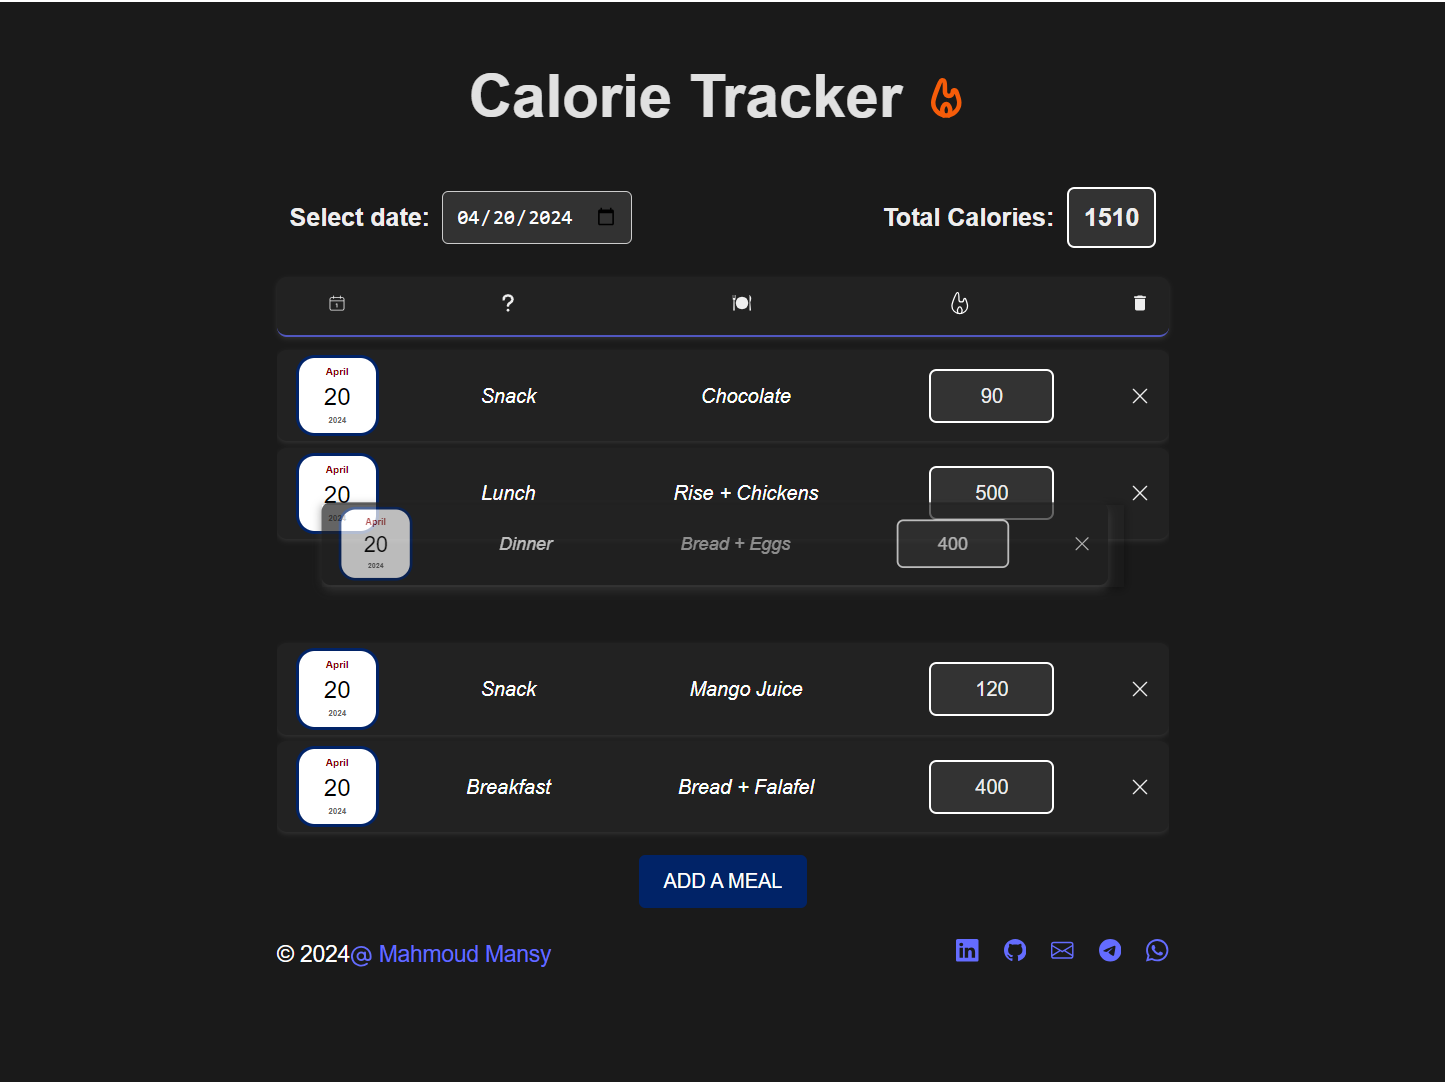 Calorie Tracker
Select date: 04/20/2024 Total Calories: 1510
1 ?
April
20 Snack Chocolate 90
2024
April
20 Lunch Rise + Chickens 500
2024
April
20 Dinner Bread + Eggs 400
2024
April
20 Snack Mango Juice 120
2024
April
20 Breakfast Bread + Falafel 400
2024
ADD A MEAL
© 2024@ Mahmoud Mansy in